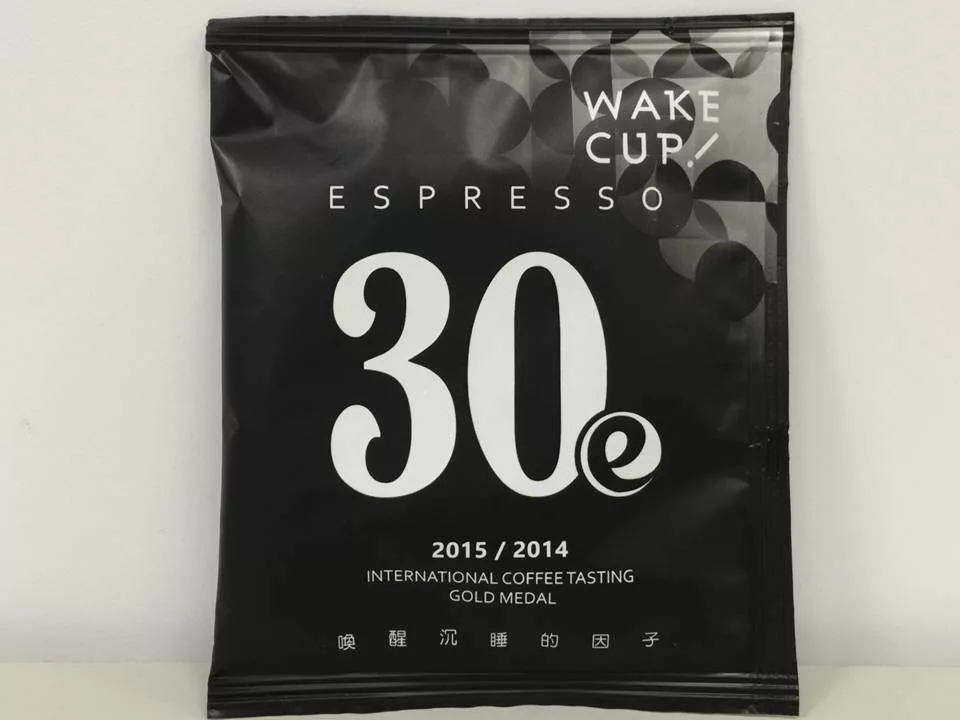 WAKE
CUP!
ESPRESSO
30e
2015 / 2014
INTERNATIONAL COFFEE TASTING
GOLD MEDAL
喚醒沉睡的因子